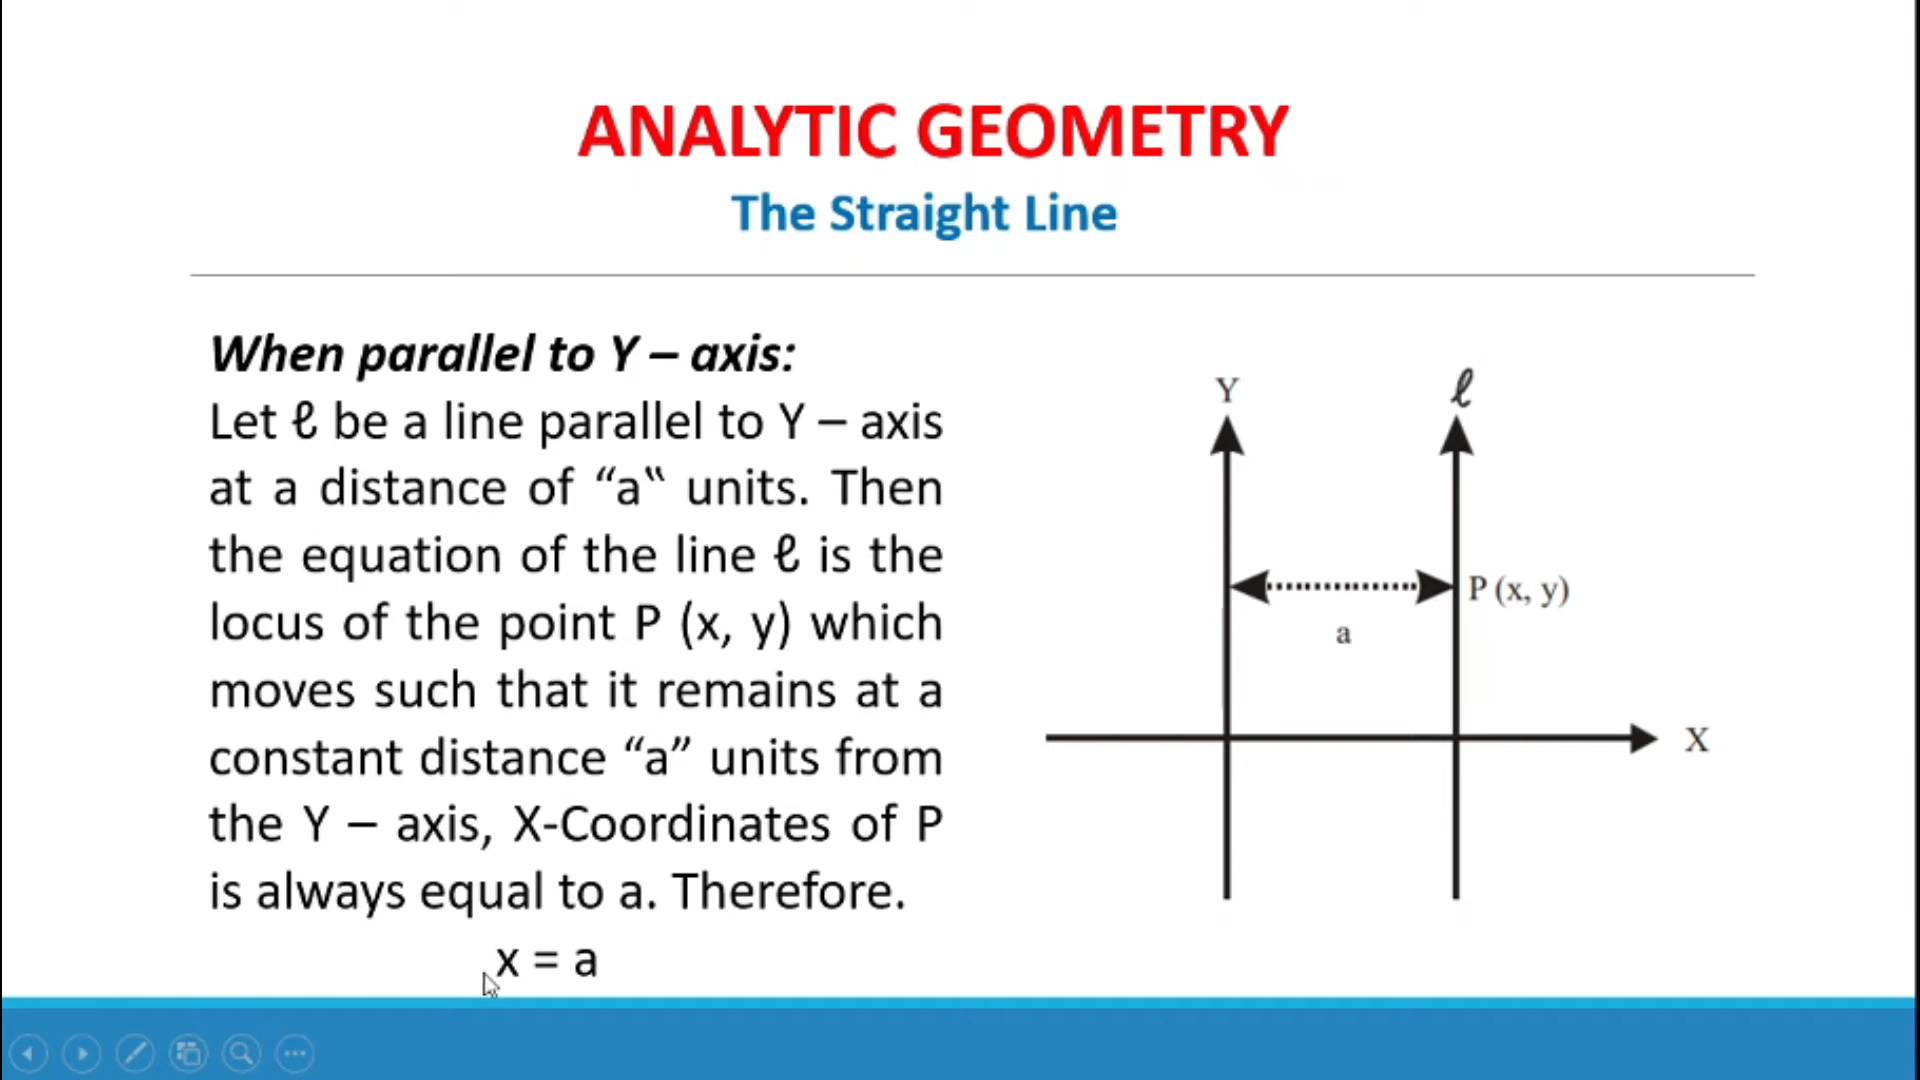 ANALYTIC GEOMETRY
The Straight Line
When parallel to Y – axis:
Let ℓ be a line parallel to Y – axis
at a distance of “a‟ units. Then
the equation of the line ℓ is the
locus of the point P (x, y) which
moves such that it remains at a
constant distance “a” units from
the Y – axis, X-Coordinates of P
is always equal to a. Therefore.
x = a
Y
ℓ
P (x, y)
a
X